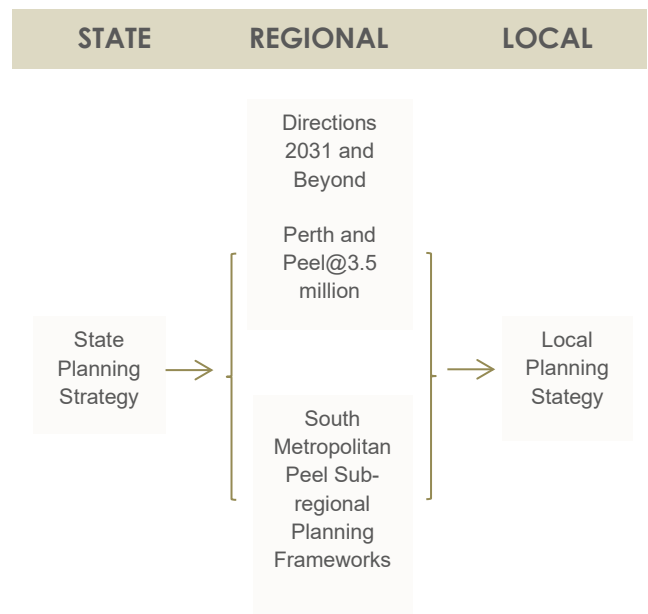 STATE
REGIONAL
LOCAL
Directions
2031 and
Beyond
Perth and
Peel@3.5
million
State
Planning
Strategy
Local
Planning
Stategy
South
Metropolitan
Peel Sub-
regional
Planning
Frameworks